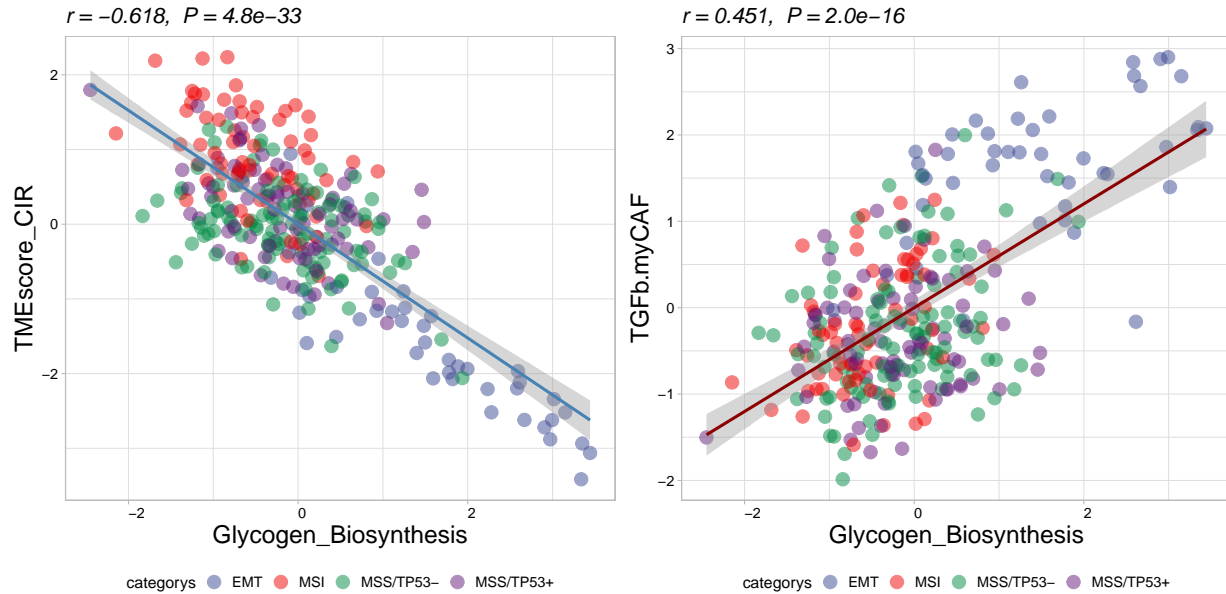 r = −0.618,  P = 4.8e−33
TMEscore_CIR
2
0
−2
−2
0
2
Glycogen_Biosynthesis
categorys EMT MSI MSS/TP53− MSS/TP53+
r = 0.451,  P = 2.0e−16
TGFb.myCAF
3
2
1
0
−1
−2
−2
0
2
Glycogen_Biosynthesis
categorys EMT MSI MSS/TP53− MSS/TP53+